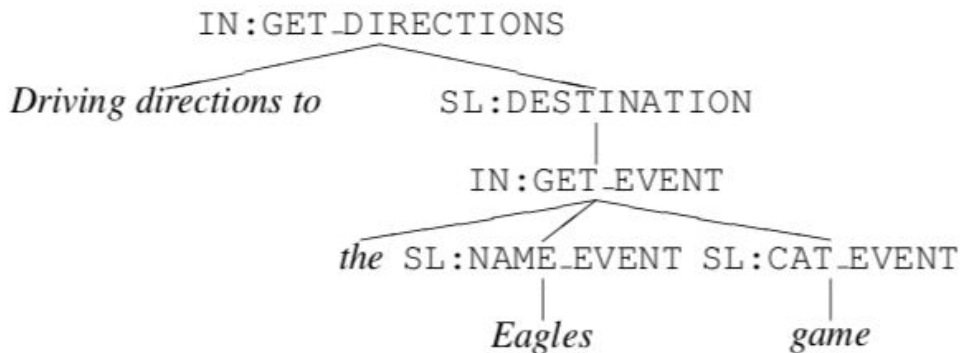 IN:GET_DIRECTIONS
Driving directions to SL:DESTINATION
IN:GET_EVENT
the SL:NAME_EVENT SL:CAT_EVENT
Eagles game